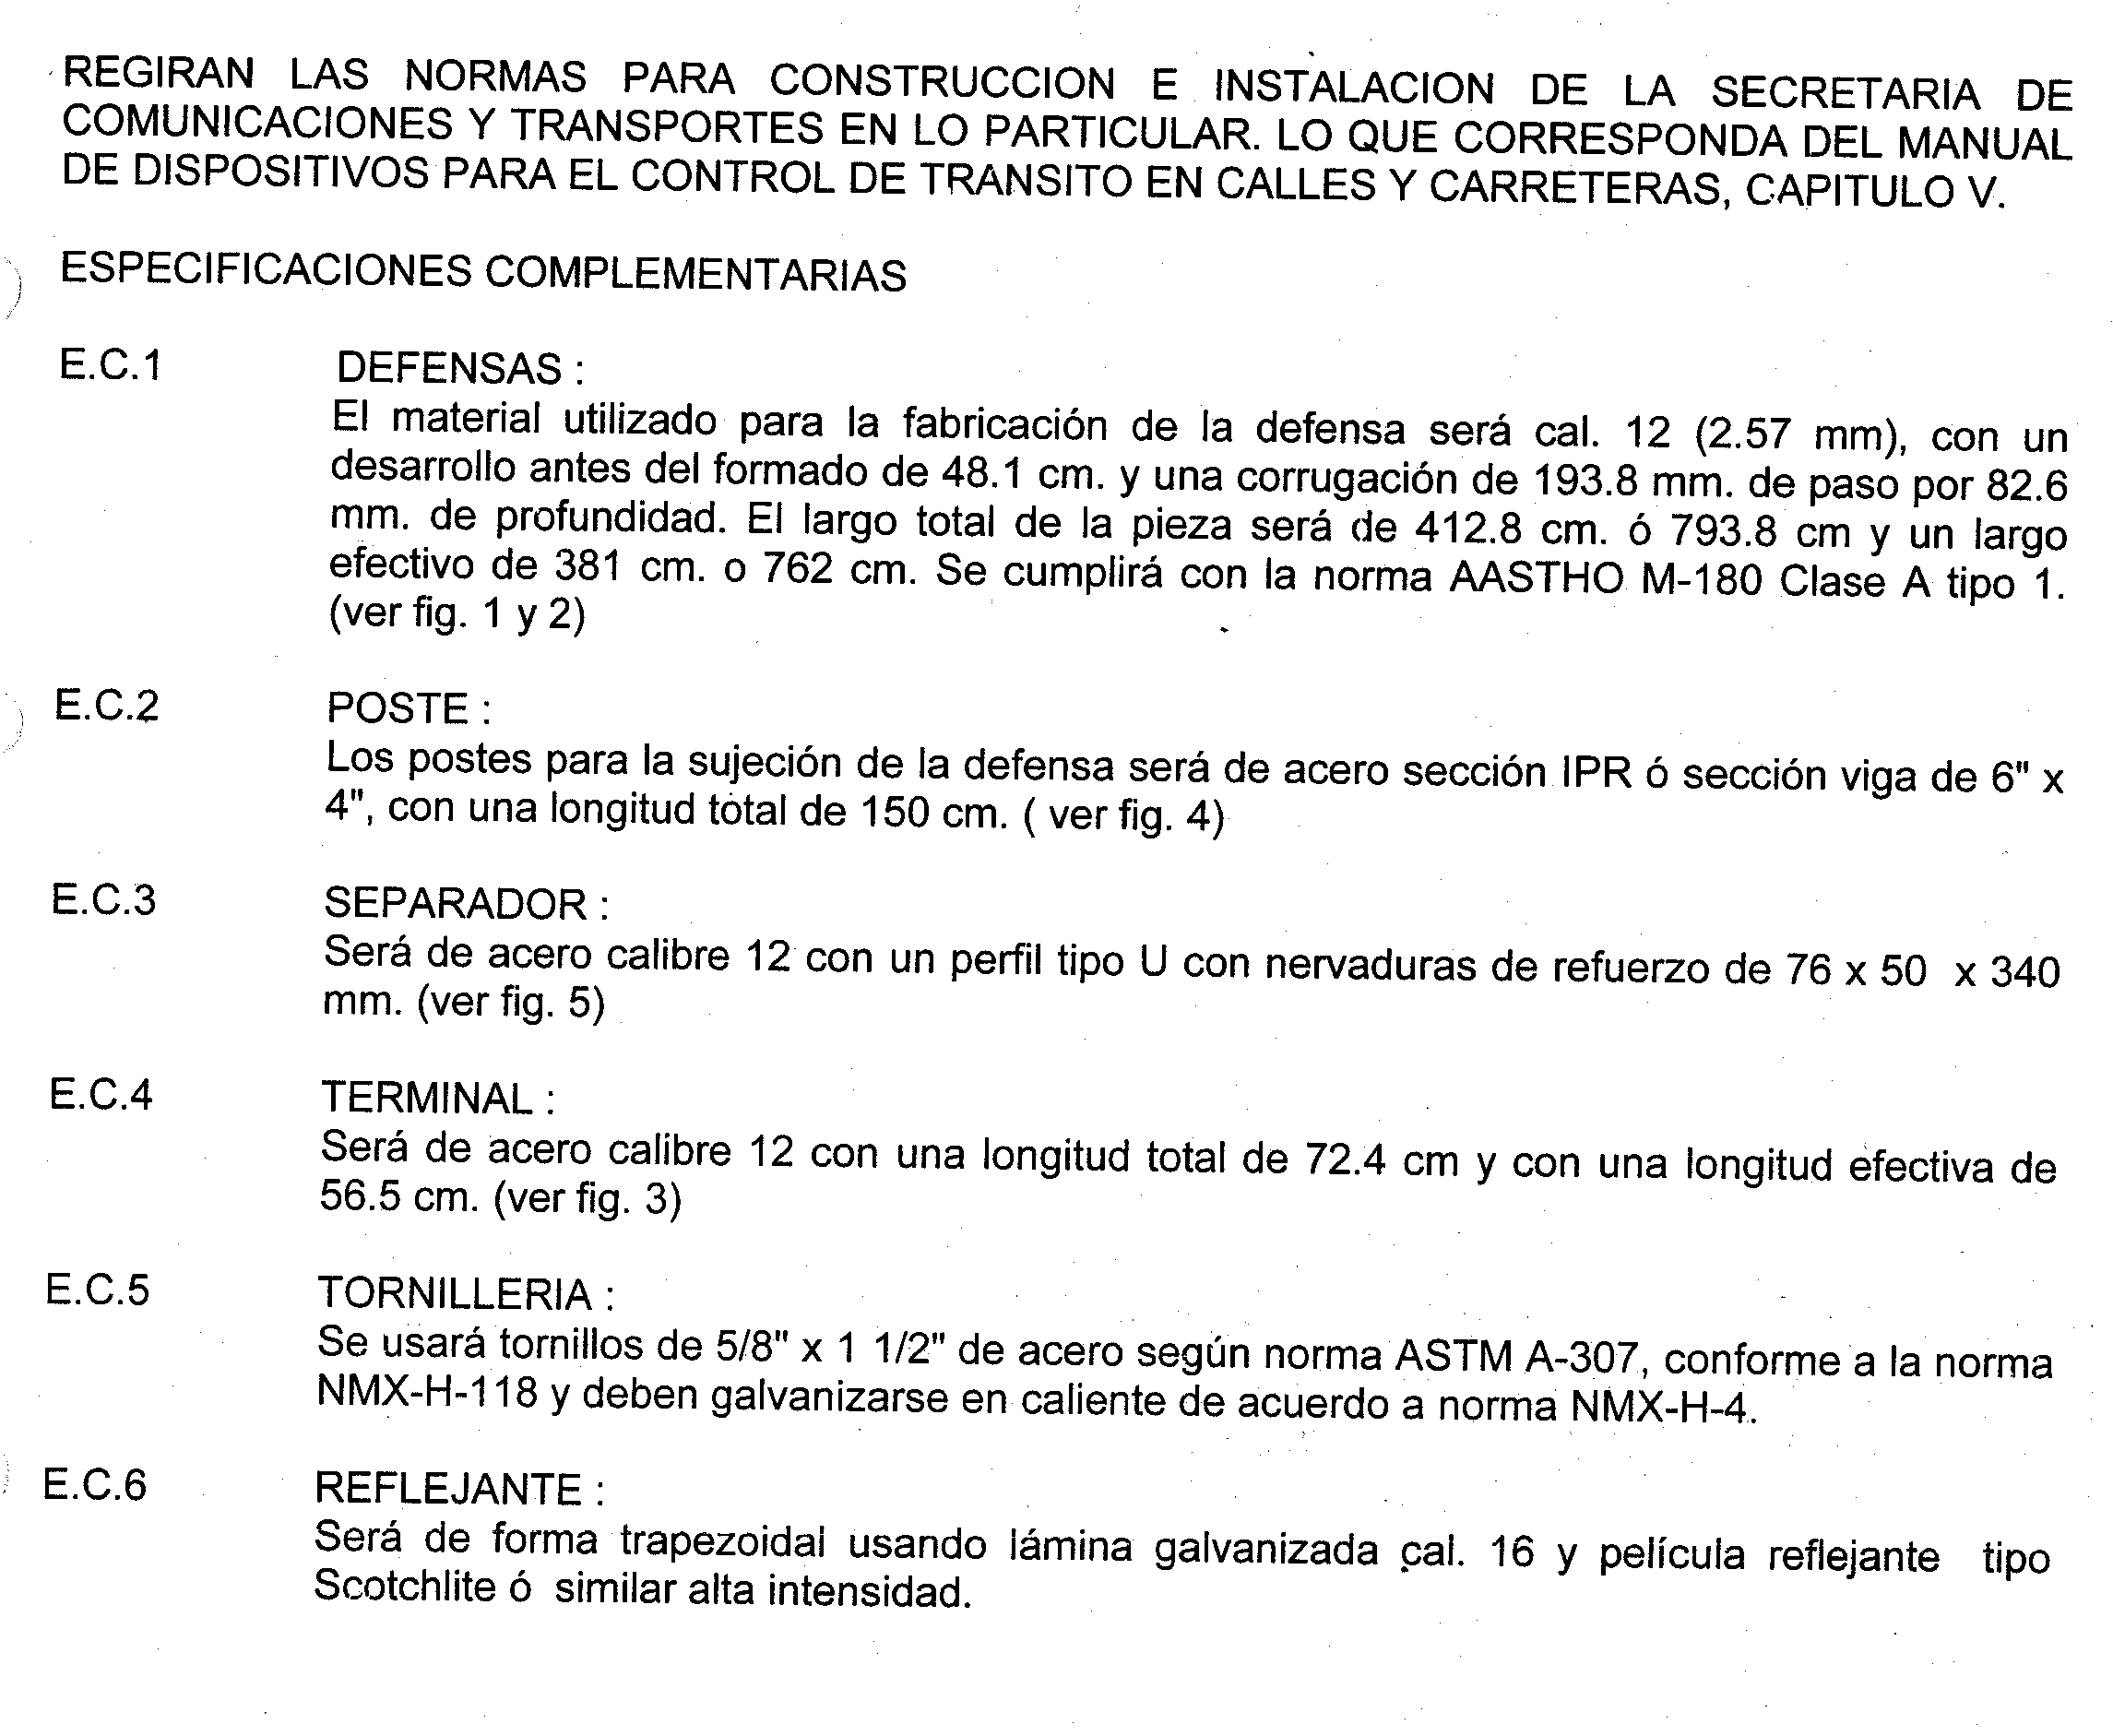 REGIRAN LAS NORMAS PARA CONSTRUCCION E INSTALACION DE LA SECRETARIA DE
COMUNICACIONES Y TRANSPORTES EN LO PARTICULAR. LO QUE CORRESPONDA DEL MANUAL
DE DISPOSITIVOS PARA EL CONTROL DE TRANSITO EN CALLES Y CARRETERAS, CAPITULO V.
ESPECIFICACIONES COMPLEMENTARIAS
E.C.1 DEFENSAS :
El material utilizado para la fabricación de la defensa será cal. 12 (2.57 mm), con un
desarrollo antes del formado de 48.1 cm. y una corrugación de 193.8 mm. de paso por 82.6
mm. de profundidad. El largo total de la pieza será de 412.8 cm. ó 793.8 cm y un largo
efectivo de 381 cm. o 762 cm. Se cumplirá con la norma AASTHO M-180 Clase A tipo 1.
(ver fig. 1 y 2)
E.C.2 POSTE :
Los postes para la sujeción de la defensa será de acero sección IPR ó sección viga de 6" x
4", con una longitud total de 150 cm. ( ver fig. 4)
E.C.3 SEPARADOR :
Será de acero calibre 12 con un perfil tipo U con nervaduras de refuerzo de 76 x 50 x 340
mm. (ver fig. 5)
E.C.4 TERMINAL :
Será de acero calibre 12 con una longitud total de 72.4 cm y con una longitud efectiva de
56.5 cm. (ver fig. 3)
E.C.5 TORNILLERIA :
Se usará tornillos de 5/8" x 1 1/2" de acero según norma ASTM A-307, conforme a la norma
NMX-H-118 y deben galvanizarse en caliente de acuerdo a norma NMX-H-4.
E.C.6 REFLEJANTE :
Será de forma trapezoidal usando lámina galvanizada cal. 16 y película reflejante tipo
Scotchlite ó similar alta intensidad.